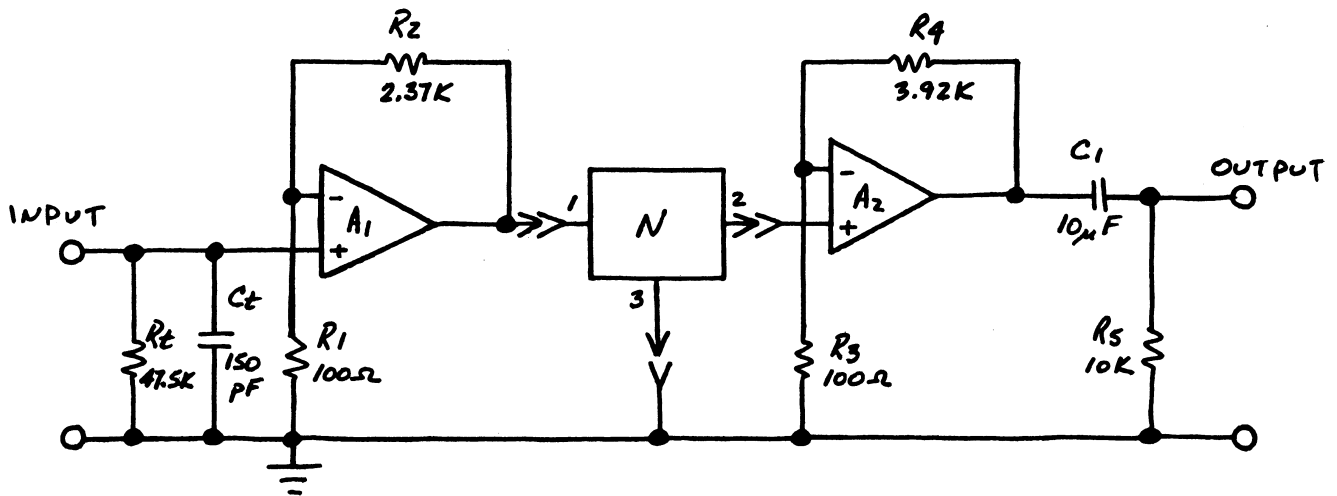 R2
2.37K
R4
3.92K
INPUT
-
A1
+
1
N
2
3
-
A2
+
C1
10μF
OUTPUT
Rt
47.5K
Ct
150
pF
R1
100Ω
R3
100Ω
R5
10K